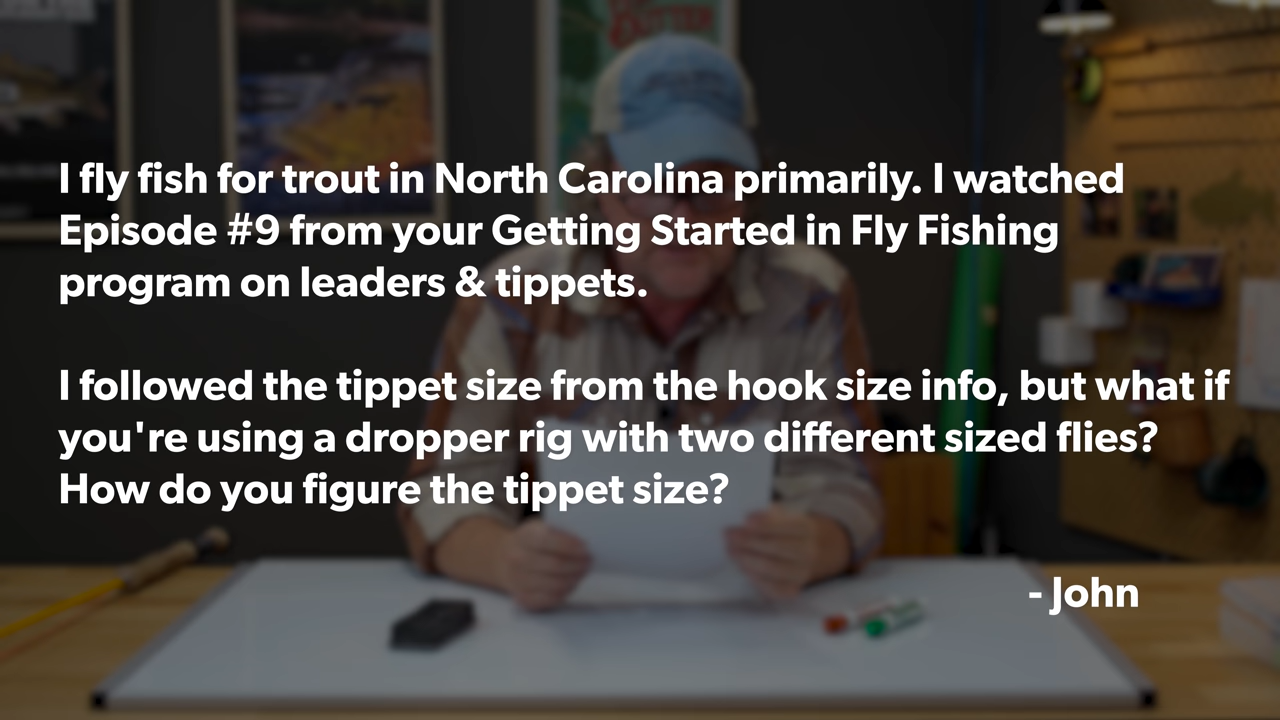 I fly fish for trout in North Carolina primarily. I watched
Episode #9 from your Getting Started in Fly Fishing
program on leaders & tippets.
I followed the tippet size from the hook size info, but what if
you're using a dropper rig with two different sized flies?
How do you figure the tippet size?
- John